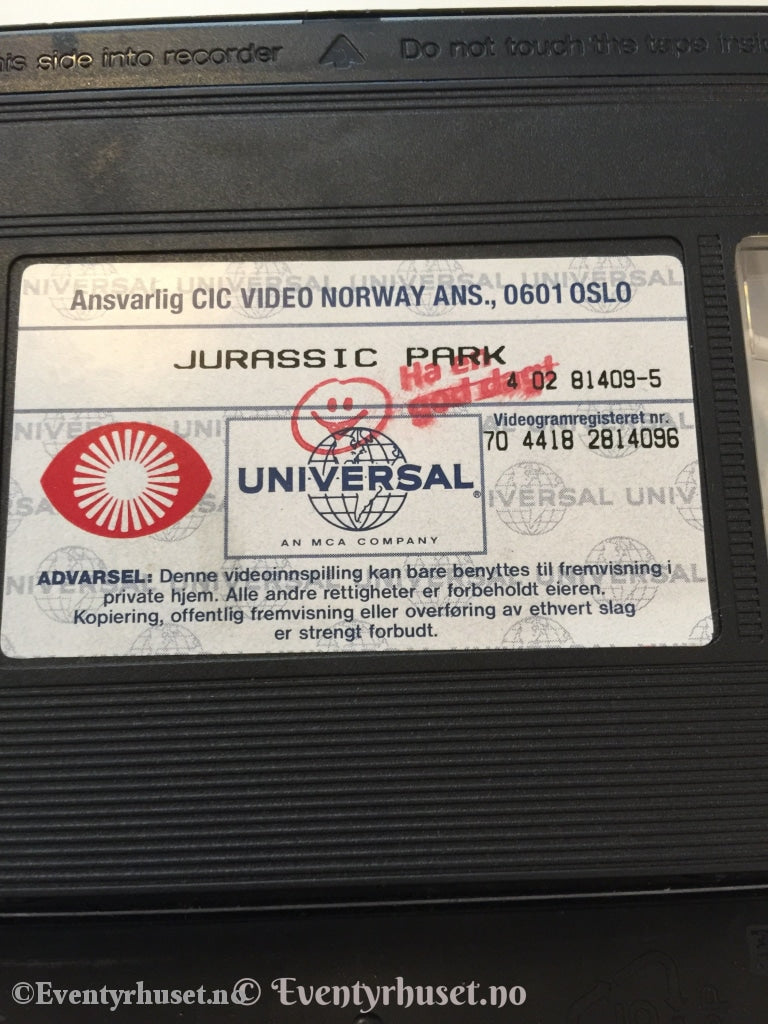 his side into recorder Do not touch the tape insid
Ansvarlig CIC VIDEO NORWAY ANS., 0601 OSLO
JURASSIC PARK
Ha en
god dag!
4 02 81409-5
Videogramregisteret nr.
70 4418 2814096
UNIVERSAL®
AN MCA COMPANY
ADVARSEL: Denne videoinnspilling kan bare benyttes til fremvisning i
private hjem. Alle andre rettigheter er forbeholdt eieren.
Kopiering, offentlig fremvisning eller overføring av ethvert slag
er strengt forbudt.
©Eventyrhuset.no © Eventyrhuset.no